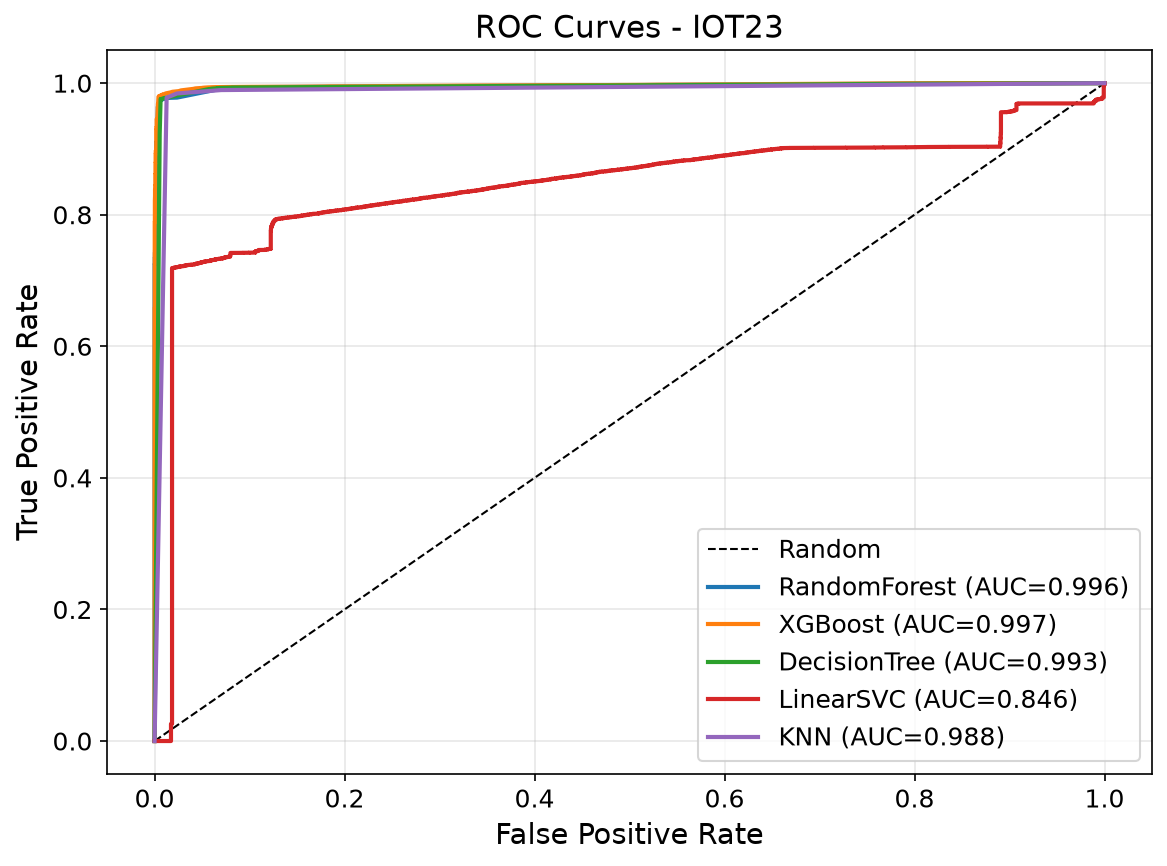 ROC Curves - IOT23
True Positive Rate
1.0
0.8
0.6
0.4
0.2
0.0
Random
RandomForest (AUC=0.996)
XGBoost (AUC=0.997)
DecisionTree (AUC=0.993)
LinearSVC (AUC=0.846)
KNN (AUC=0.988)
0.0 0.2 0.4 0.6 0.8 1.0
False Positive Rate